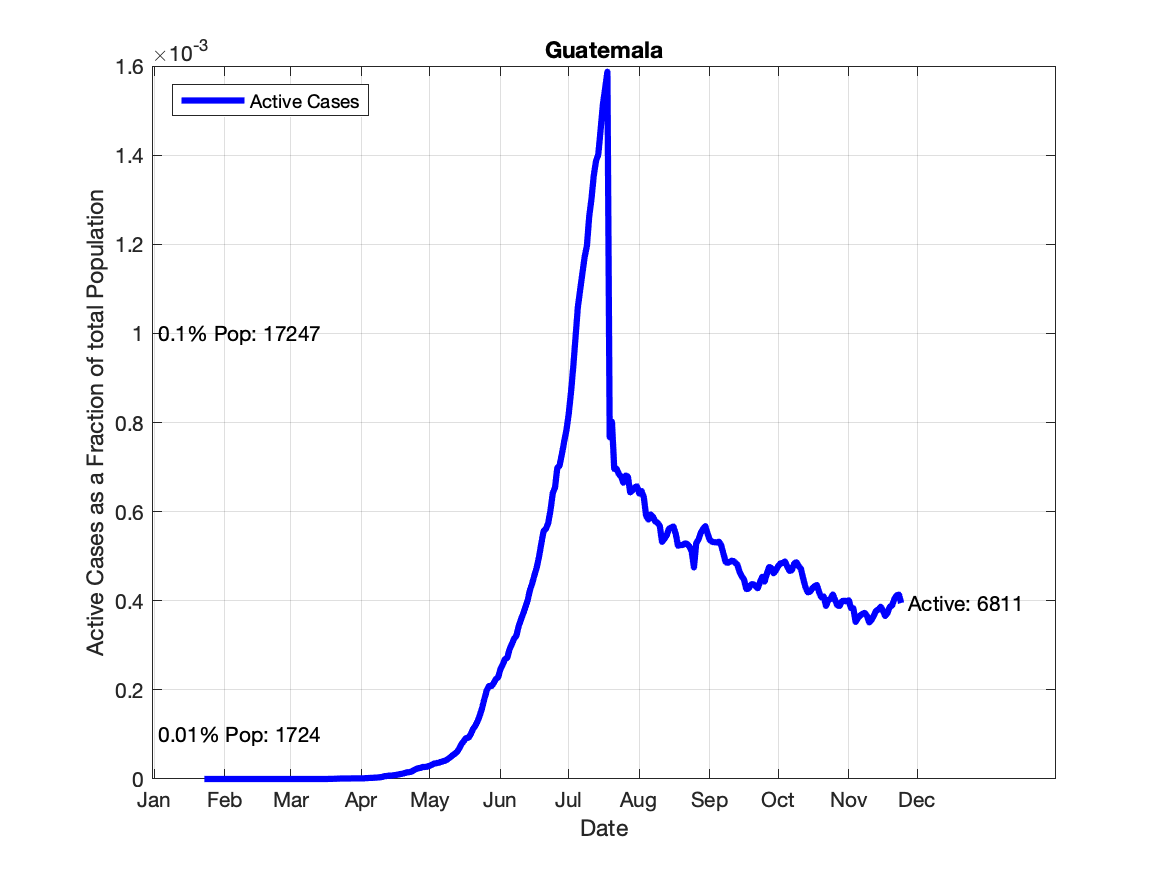 Guatemala
×10-3
1.6
1.4
1.2
1
0.8
0.6
0.4
0.2
0
Active Cases as a Fraction of total Population
Active Cases
0.1% Pop: 17247
0.01% Pop: 1724
Active: 6811
Jan Feb Mar Apr May Jun Jul Aug Sep Oct Nov Dec
Date